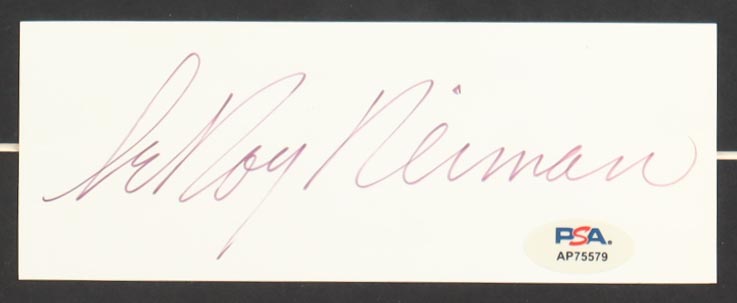 LeRoy Neiman
PSA.
AP75579